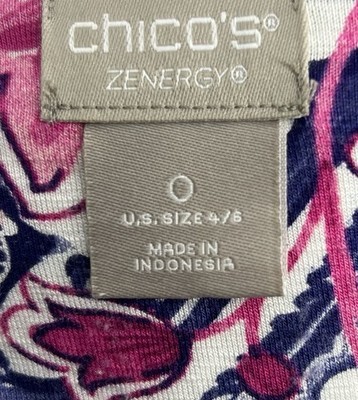 chico's®
ZENERGY®
0
U.S. SIZE 4/6
MADE IN
INDONESIA